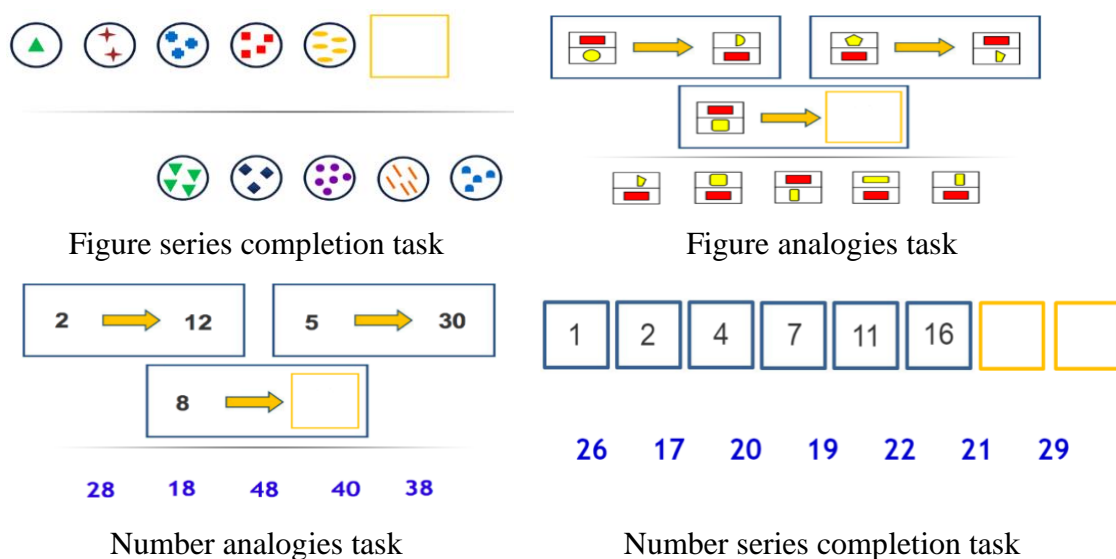 Figure series completion task
Figure analogies task
2 12
5 30
8
28 18 48 40 38
Number analogies task
1 2 4 7 11 16
26 17 20 19 22 21 29
Number series completion task